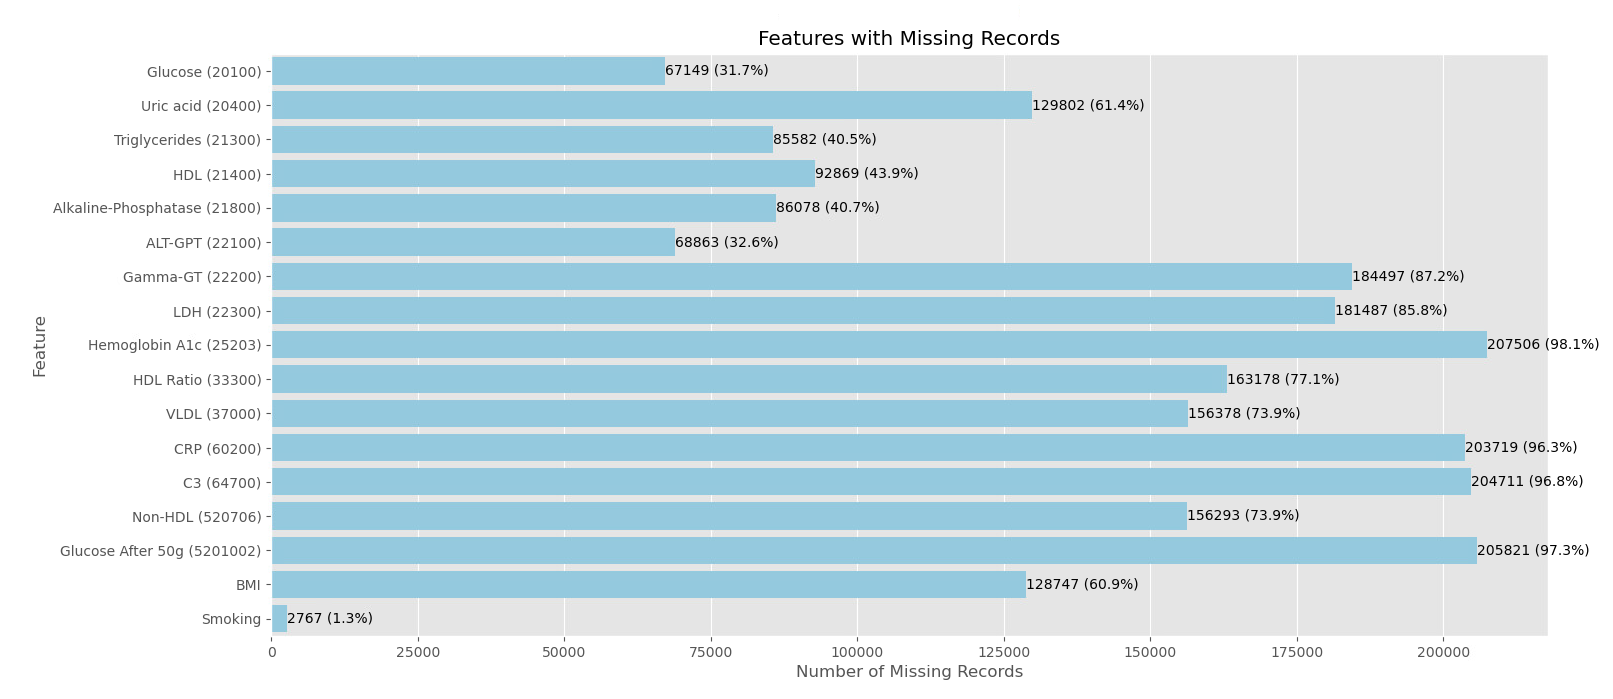 Features with Missing Records
Glucose (20100) 67149 (31.7%)
Uric acid (20400) 129802 (61.4%)
Triglycerides (21300) 85582 (40.5%)
HDL (21400) 92869 (43.9%)
Alkaline-Phosphatase (21800) 86078 (40.7%)
ALT-GPT (22100) 68863 (32.6%)
Gamma-GT (22200) 184497 (87.2%)
LDH (22300) 181487 (85.8%)
Hemoglobin A1c (25203) 207506 (98.1%)
HDL Ratio (33300) 163178 (77.1%)
VLDL (37000) 156378 (73.9%)
CRP (60200) 203719 (96.3%)
C3 (64700) 204711 (96.8%)
Non-HDL (520706) 156293 (73.9%)
Glucose After 50g (5201002) 205821 (97.3%)
BMI 128747 (60.9%)
Smoking 2767 (1.3%)
Feature
0 25000 50000 75000 100000 125000 150000 175000 200000
Number of Missing Records